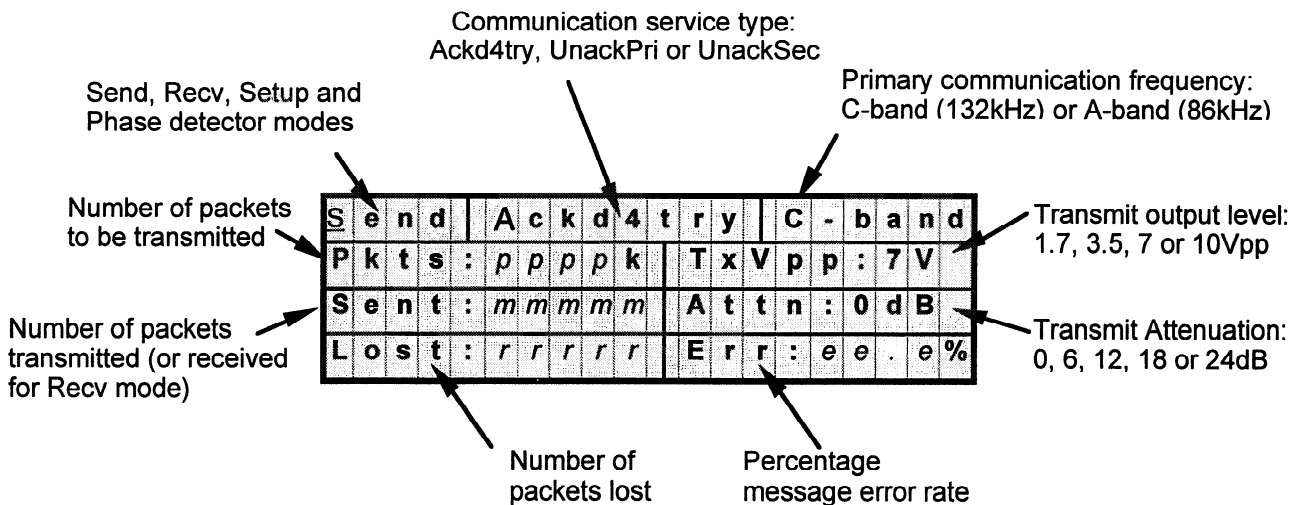 Communication service type:
Ackd4try, UnackPri or UnackSec
Send, Recv, Setup and
Phase detector modes
Primary communication frequency:
C-band (132kHz) or A-band (86kHz)
Number of packets
to be transmitted
Send Ackd4try C-band
Pkts:ppppk TxVpp:7V
Sent:mmmmm Attn:0dB
Lost:rrrrr Err:ee.e%
Transmit output level:
1.7, 3.5, 7 or 10Vpp
Number of packets
transmitted (or received
for Recv mode)
Transmit Attenuation:
0, 6, 12, 18 or 24dB
Number of
packets lost
Percentage
message error rate